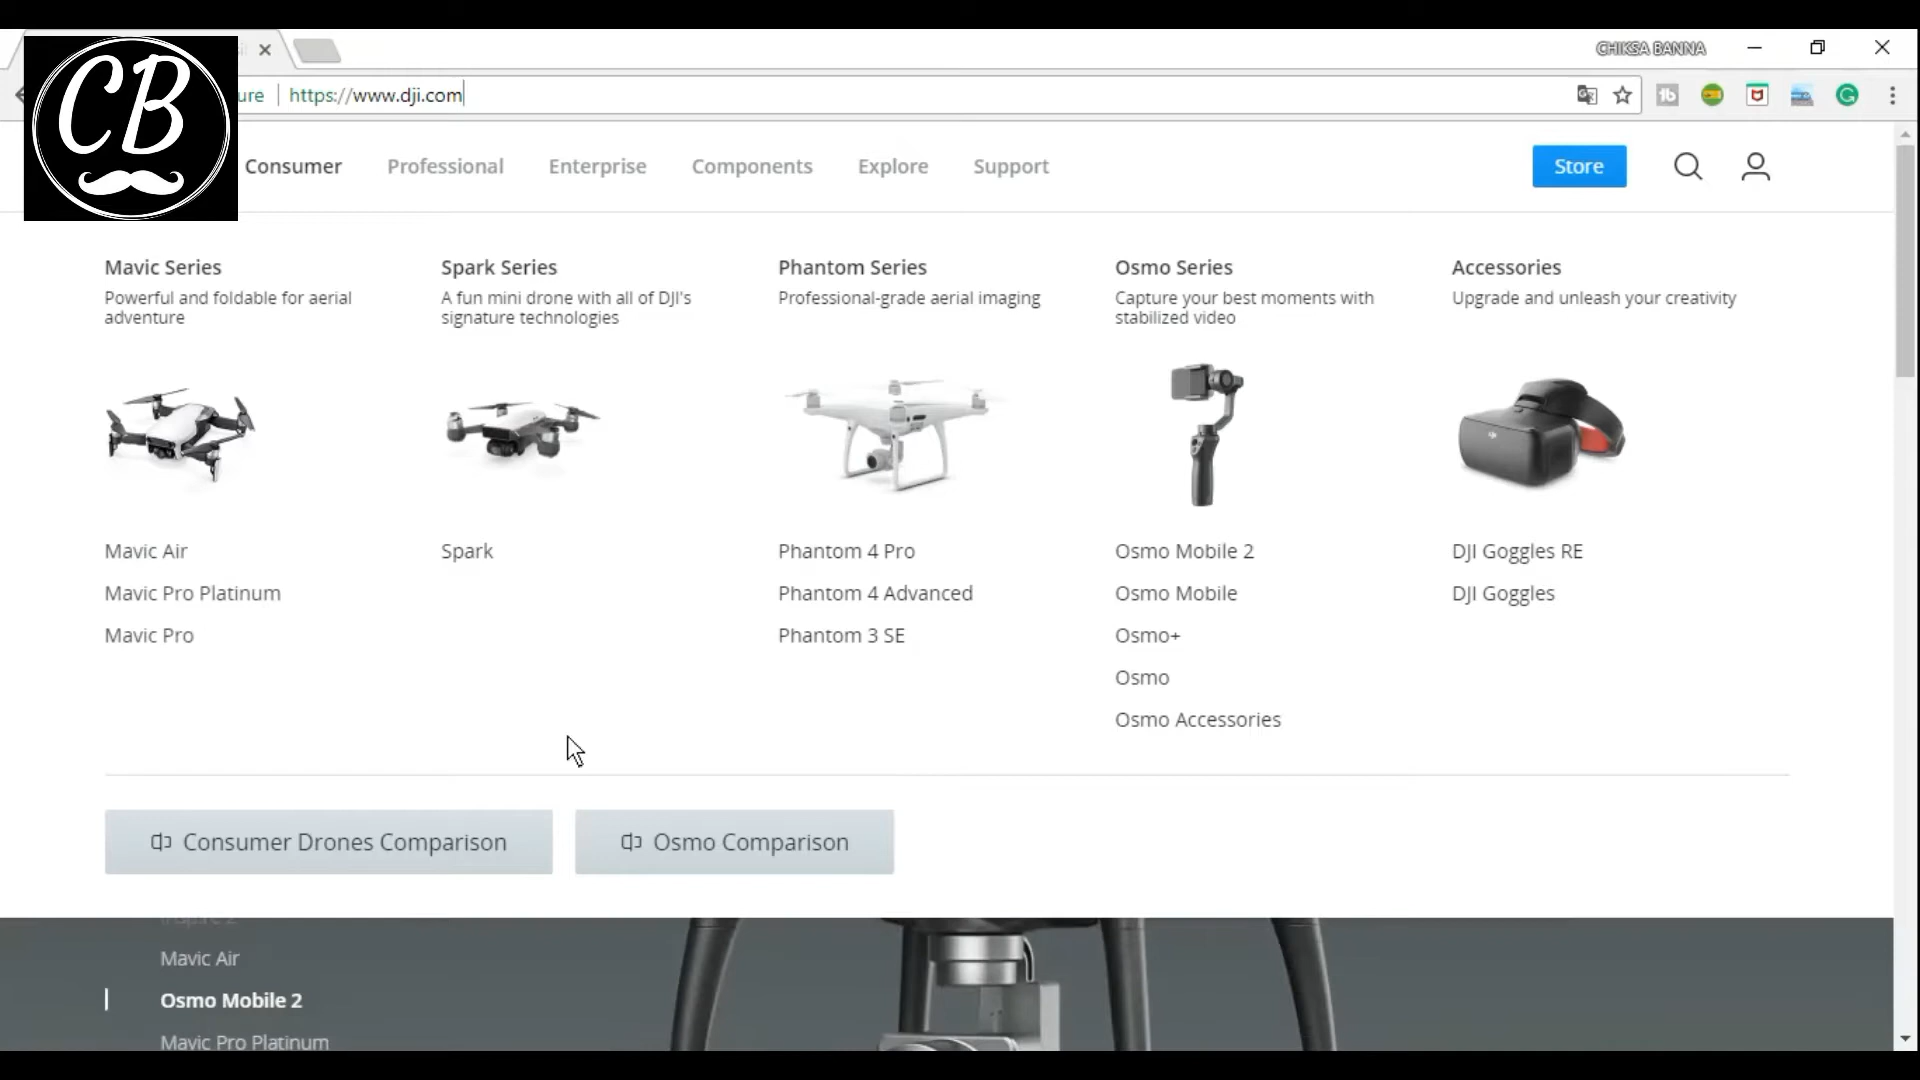 CHIKSA BANNA
CB
ure
https://www.dji.com
Consumer
Professional
Enterprise
Components
Explore
Support
Store
Mavic Series
Powerful and foldable for aerial
adventure
Mavic Air
Mavic Pro Platinum
Mavic Pro
Spark Series
A fun mini drone with all of DJI's
signature technologies
Spark
Phantom Series
Professional-grade aerial imaging
Phantom 4 Pro
Phantom 4 Advanced
Phantom 3 SE
Osmo Series
Capture your best moments with
stabilized video
Osmo Mobile 2
Osmo Mobile
Osmo+
Osmo
Osmo Accessories
Accessories
Upgrade and unleash your creativity
DJI Goggles RE
DJI Goggles
Consumer Drones Comparison
Osmo Comparison
Mavic Air
Osmo Mobile 2
Mavic Pro Platinum